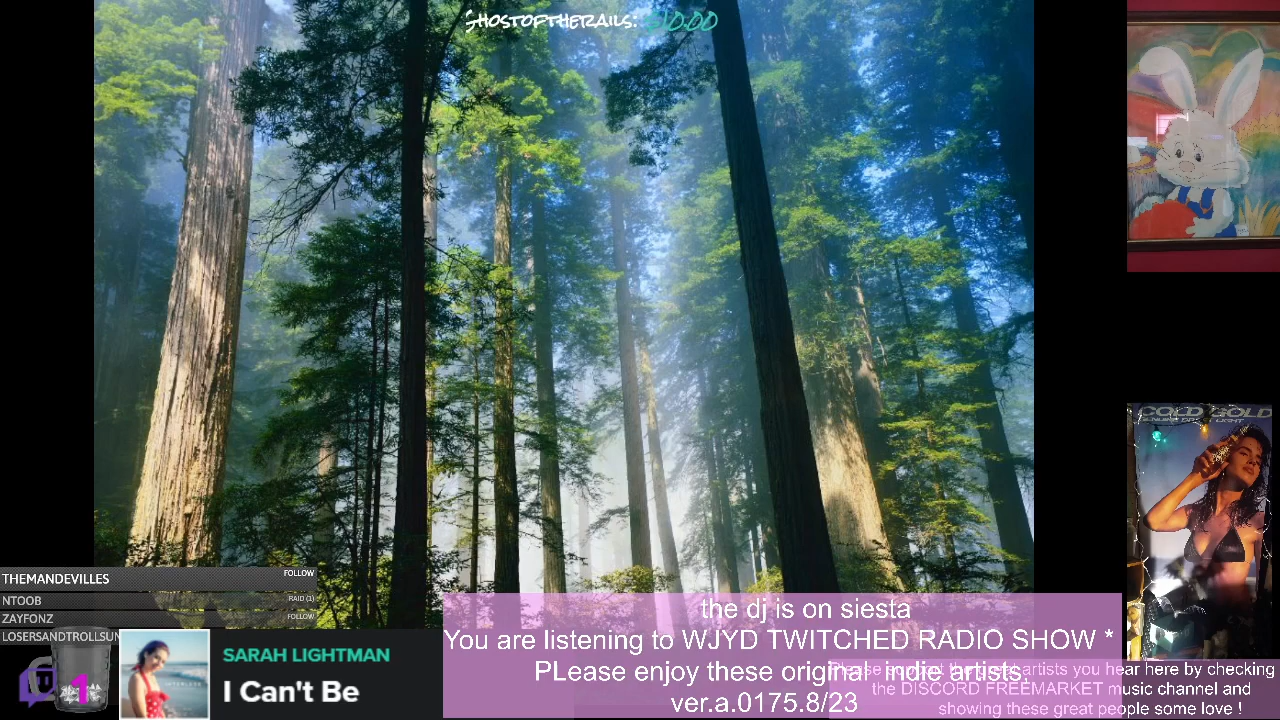 Ghostoftherails: $10.00
COLD GOLD
THEMANDEVILLES FOLLOW
NTOOB RAID (1)
ZAYFONZ FOLLOW
LOSERSANDTROLLSUN
1
SARAH LIGHTMAN
I Can't Be
the dj is on siesta
You are listening to WJYD TWITCHED RADIO SHOW *
PLease enjoy these original indie artists.
ver.a.0175.8/23
artists you hear here by checking
the DISCORD FREEMARKET music channel and
showing these great people some love !